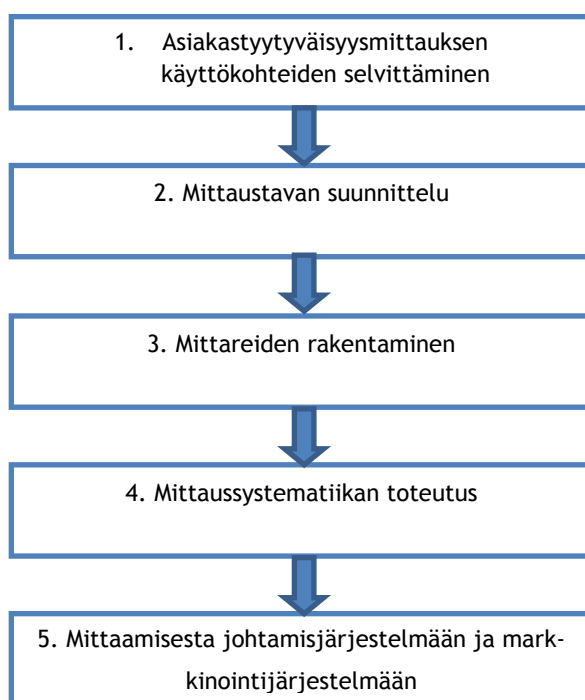 1. Asiakastyytyväisyysmittauksen
käyttökohteiden selvittäminen
2. Mittaustavan suunnittelu
3. Mittareiden rakentaminen
4. Mittaussystematiikan toteutus
5. Mittaamisesta johtamisjärjestelmään ja mark-
kinointijärjestelmään